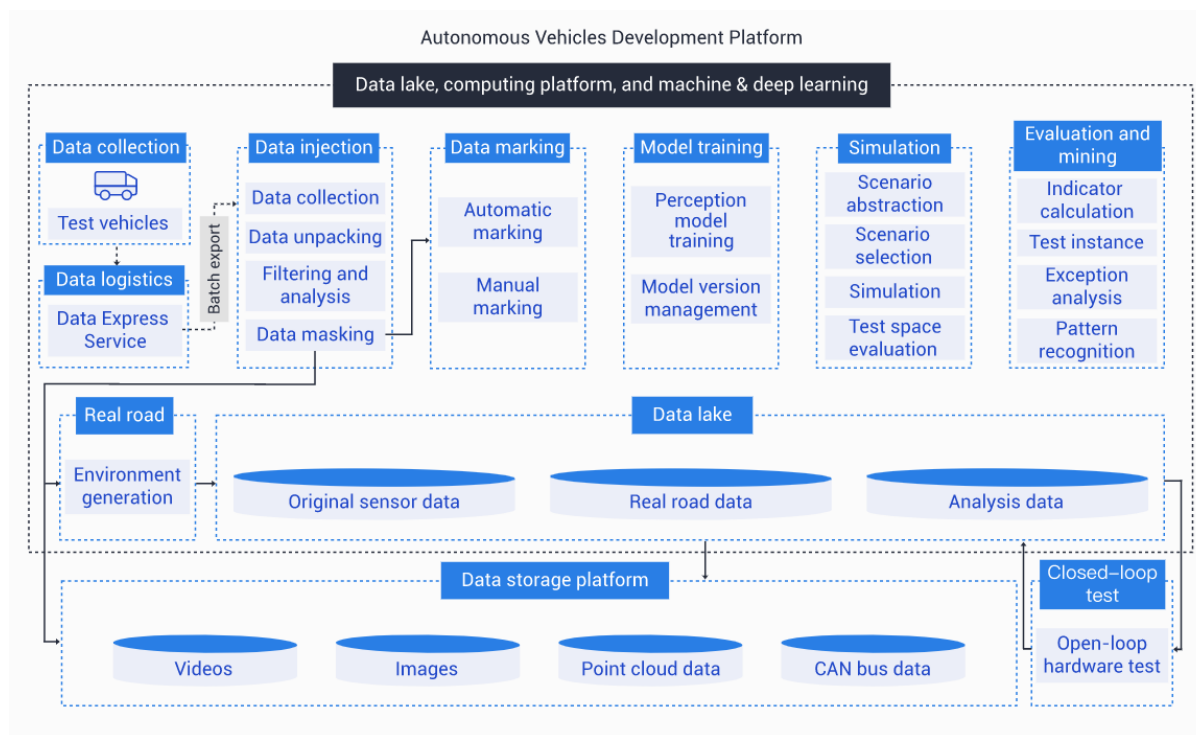 Autonomous Vehicles Development Platform
Data lake, computing platform, and machine & deep learning
Data collection
Test vehicles
Data logistics
Data Express
Service
Batch export
Data injection
Data collection
Data unpacking
Filtering and
analysis
Data masking
Data marking
Automatic
marking
Manual
marking
Model training
Perception
model
training
Model version
management
Simulation
Scenario
abstraction
Scenario
selection
Simulation
Test space
evaluation
Evaluation and
mining
Indicator
calculation
Test instance
Exception
analysis
Pattern
recognition
Real road
Environment
generation
Data lake
Original sensor data
Real road data
Analysis data
Data storage platform
Videos
Images
Point cloud data
CAN bus data
Closed–loop
test
Open-loop
hardware test